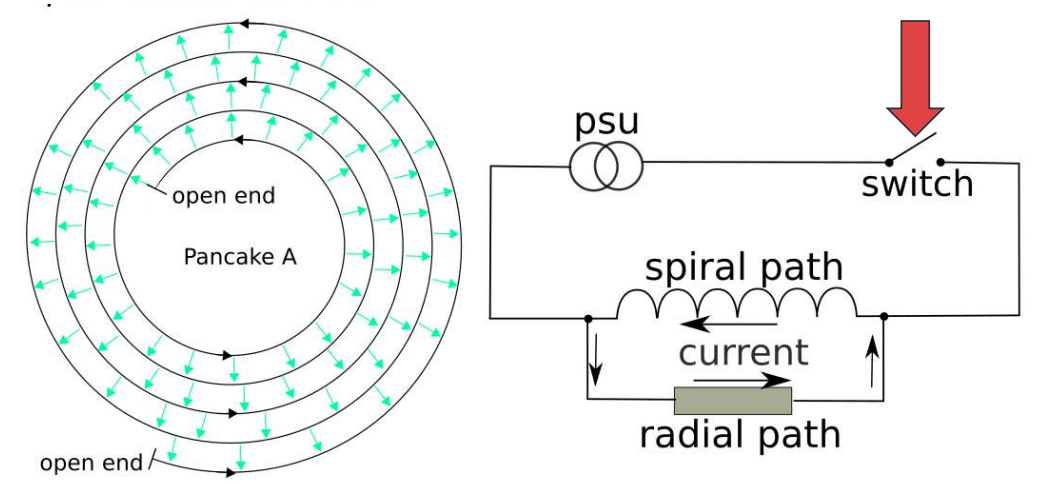 open end
Pancake A
open end
psu
switch
spiral path
current
radial path